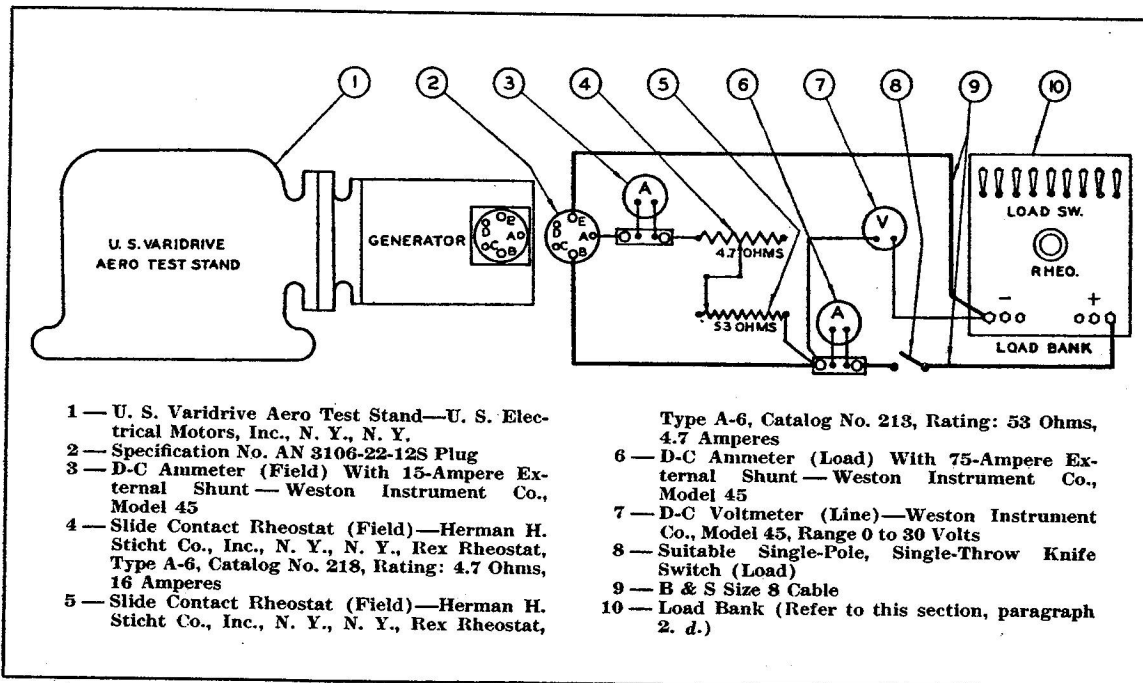 1
2
3
4
5
6
7
8
9
10
U. S. VARIDRIVE
AERO TEST STAND
GENERATOR
E
D
A
C
B
E
D
A
C
B
A
4.7 OHMS
53 OHMS
V
A
LOAD SW.
RHEO.
- +
LOAD BANK
1 — U. S. Varidrive Aero Test Stand—U. S. Elec-
trical Motors, Inc., N. Y., N. Y.
2 — Specification No. AN 3106-22-12S Plug
3 — D-C Ammeter (Field) With 15-Ampere Ex-
ternal Shunt — Weston Instrument Co.,
Model 45
4 — Slide Contact Rheostat (Field)—Herman H.
Sticht Co., Inc., N. Y., N. Y., Rex Rheostat,
Type A-6, Catalog No. 218, Rating: 4.7 Ohms,
16 Amperes
5 — Slide Contact Rheostat (Field)—Herman H.
Sticht Co., Inc., N. Y., N. Y., Rex Rheostat,
Type A-6, Catalog No. 213, Rating: 53 Ohms,
4.7 Amperes
6 — D-C Ammeter (Load) With 75-Ampere Ex-
ternal Shunt — Weston Instrument Co.,
Model 45
7 — D-C Voltmeter (Line)—Weston Instrument
Co., Model 45, Range 0 to 30 Volts
8 — Suitable Single-Pole, Single-Throw Knife
Switch (Load)
9 — B & S Size 8 Cable
10 — Load Bank (Refer to this section, paragraph
2. d.)